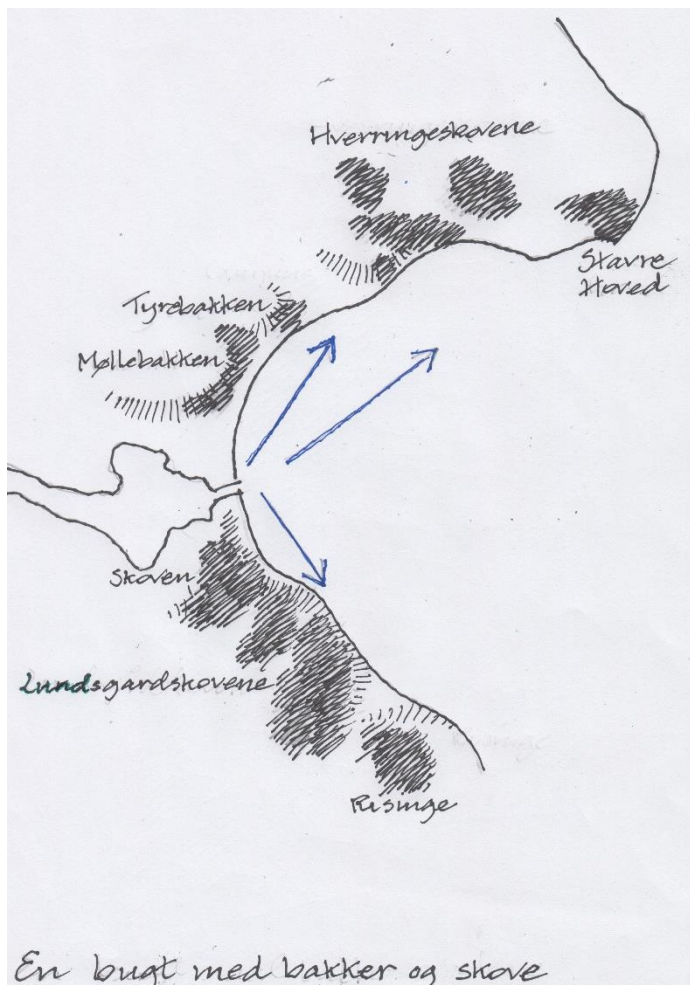 Hverringeskovene
Stavre
Hoved
Tyrebakken
Møllebakken
Skoven
Lundsgardskovene
Risinge
En bugt med bakker og skove